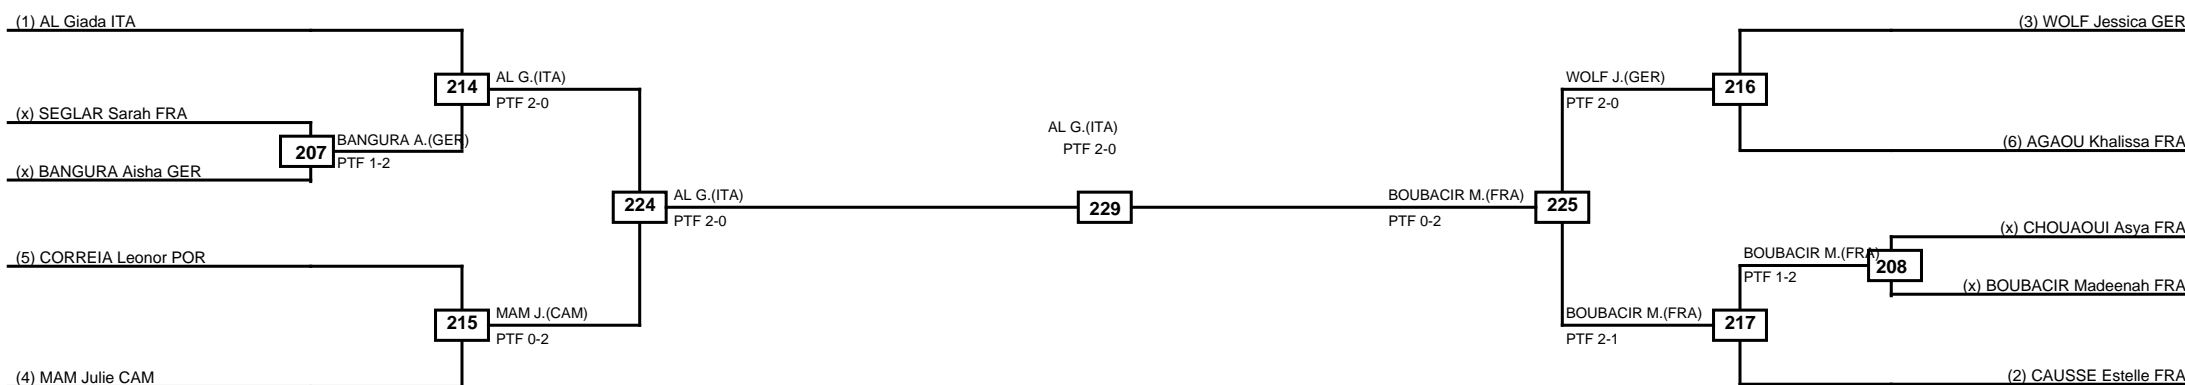 (1) AL Giada ITA
(3) WOLF Jessica GER
214
AL G.(ITA)
PTF 2-0
WOLF J.(GER)
PTF 2-0
216
(x) SEGLAR Sarah FRA
207
BANGURA A.(GER)
PTF 1-2
AL G.(ITA)
PTF 2-0
(6) AGAOU Khalissa FRA
(x) BANGURA Aisha GER
224
AL G.(ITA)
PTF 2-0
229
BOUBACIR M.(FRA)
PTF 0-2
225
(x) CHOUAOUI Asya FRA
(5) CORREIA Leonor POR
BOUBACIR M.(FRA)
PTF 1-2
208
(x) BOUBACIR Madeenah FRA
215
MAM J.(CAM)
PTF 0-2
BOUBACIR M.(FRA)
PTF 2-1
217
(4) MAM Julie CAM
(2) CAUSSE Estelle FRA